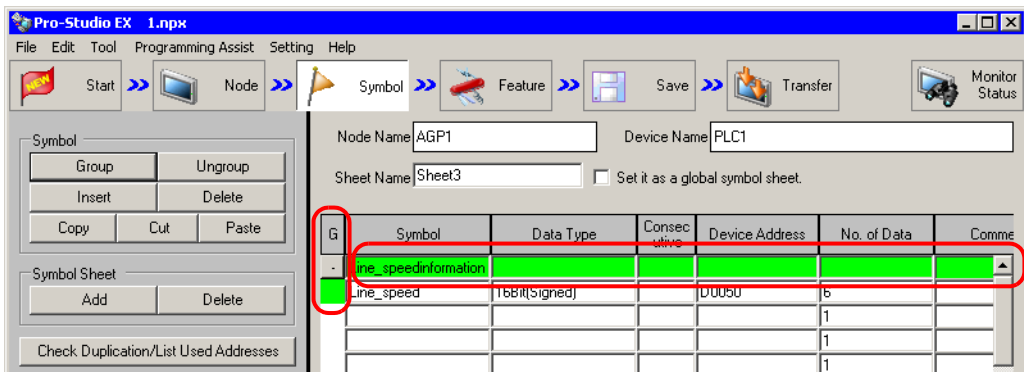 Pro-Studio EX 1.npx
File Edit Tool Programming Assist Setting Help
NEW Start Node Symbol Feature Save Transfer Monitor Status
Symbol
Group Ungroup
Insert Delete
Copy Cut Paste
Symbol Sheet
Add Delete
Check Duplication/List Used Addresses
Node Name AGP1 Device Name PLC1
Sheet Name Sheet3 Set it as a global symbol sheet.
G Symbol Data Type Consec utive Device Address No. of Data Comme
- Line_speedinformation
Line_speed 16Bit(Signed) D0050 6
1
1
1